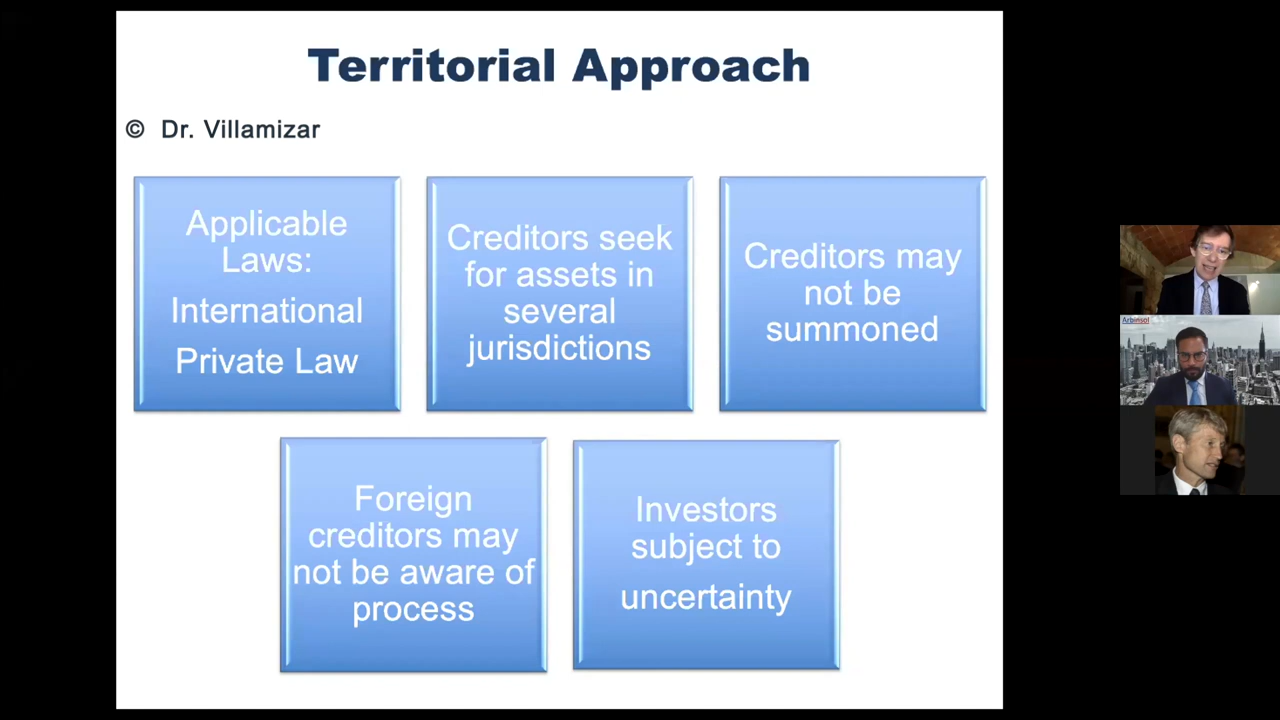 Territorial Approach
© Dr. Villamizar
Applicable
Laws:
International
Private Law
Creditors seek
for assets in
several
jurisdictions
Creditors may
not be
summoned
Foreign
creditors may
not be aware of
process
Investors
subject to
uncertainty
Arbinsol